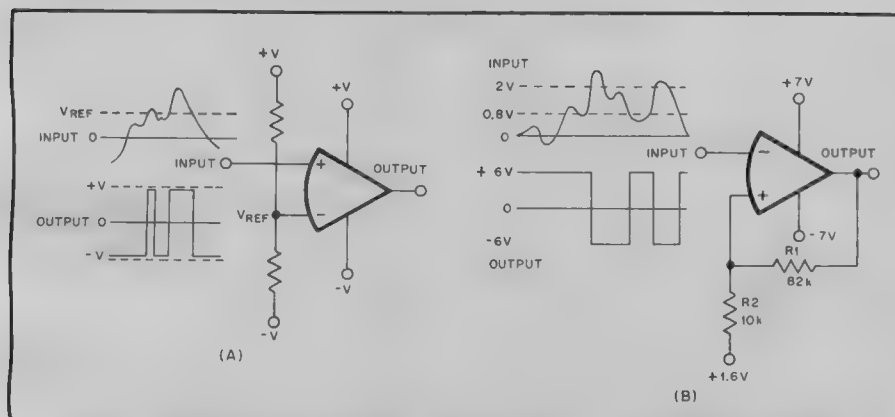 +V
+V
VREF
INPUT 0
INPUT
+
OUTPUT
+V
OUTPUT 0
-V
VREF
-
-V
-V
(A)
INPUT
2V
0.8V
0
+7V
INPUT
-
OUTPUT
+
+ 6V
0
-6V
OUTPUT
-7V
R1
82k
R2
10k
+1.6V
(B)